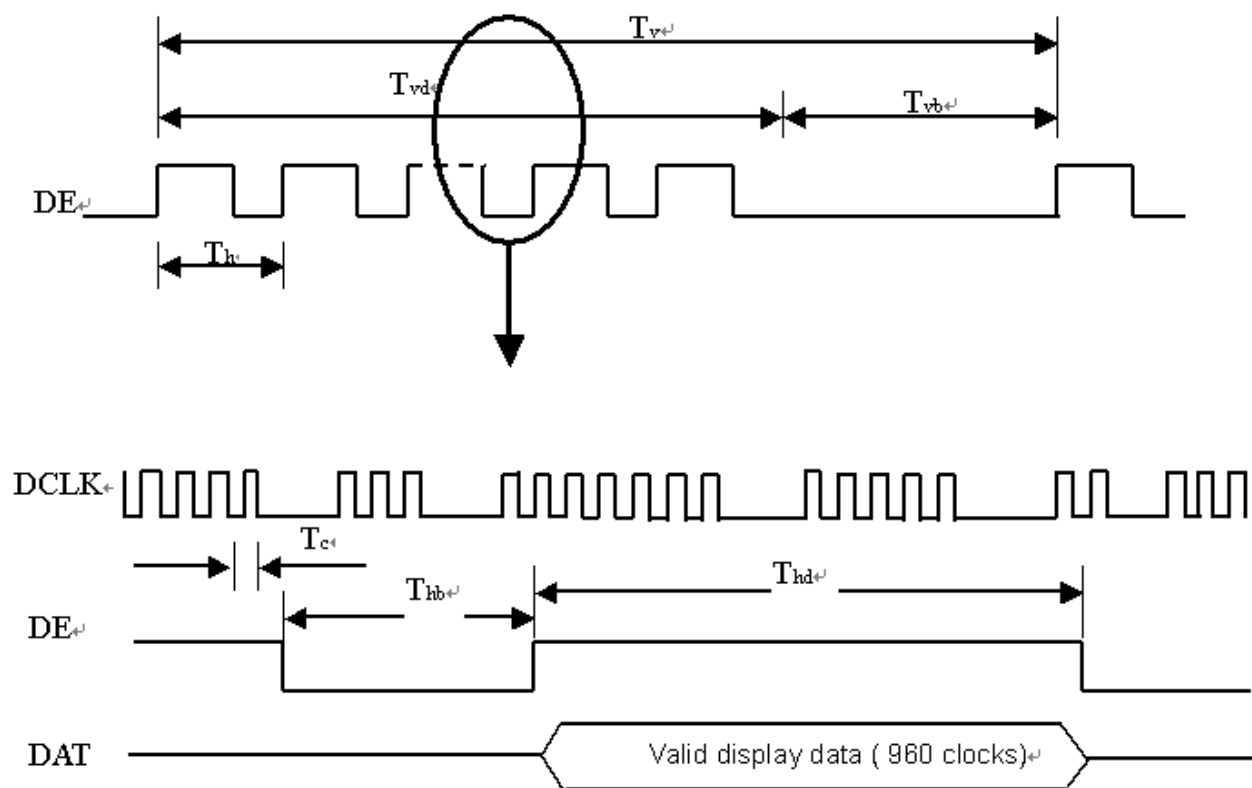 Tv↵
Tvd
Tvb↵
DE↵
Th
DCLK
Tc
Thb↵
Thd↵
DE↵
DAT
Valid display data ( 960 clocks)↵